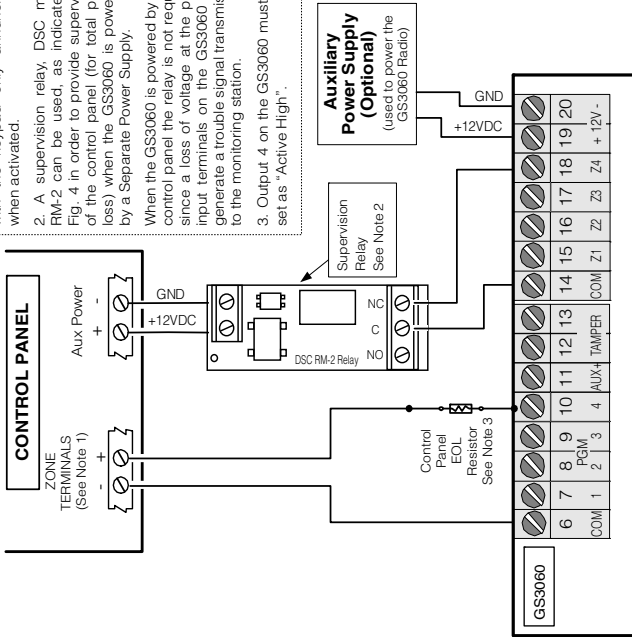 when activated.
2. A supervision relay, DSC m
RM-2 can be used, as indicate
Fig. 4 in order to provide superv
of the control panel (for total p
loss) when the GS3060 is powe
by a Separate Power Supply.
When the GS3060 is powered by
control panel the relay is not requ
since a loss of voltage at the p
input terminals on the GS3060
generate a trouble signal transmis
to the monitoring station.
3. Output 4 on the GS3060 must
set as "Active High".
CONTROL PANEL
ZONE
TERMINALS
(See Note 1)
- +
Aux Power
+ -
+12VDC
GND
DSC RM-2 Relay
NO C NC
Supervision
Relay
See Note 2
Auxiliary
Power Supply
(Optional)
(used to power the
GS3060 Radio)
+12VDC
GND
Control
Panel
EOL
Resistor
See Note 3
GS3060
6 7 8 9 10 11 12 13 14 15 16 17 18 19 20
PGM
COM 1 2 3 4 AUX+ TAMPER COM Z1 Z2 Z3 Z4 + 12V -